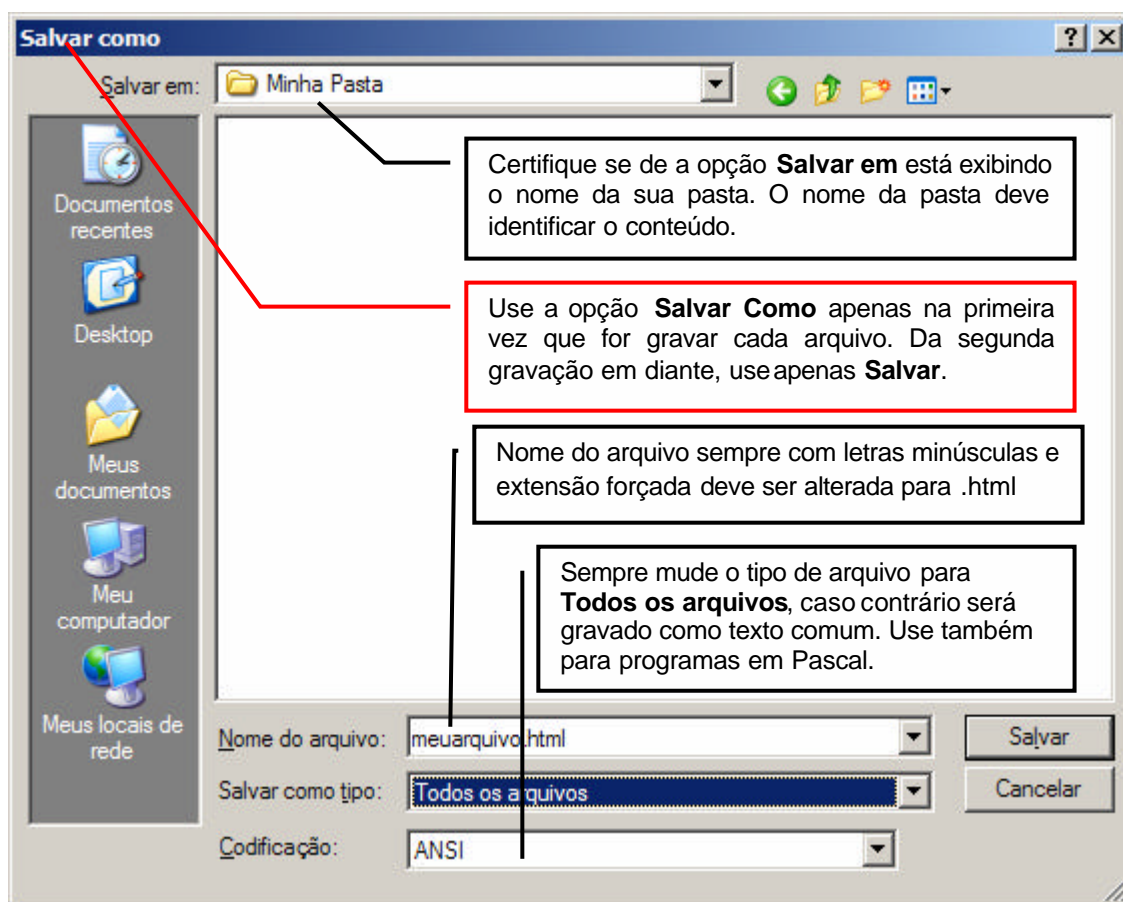 Salvar como
Salvar em: Minha Pasta
Documentos
recentes
Desktop
Meus
documentos
Meu
computador
Meus locais de
rede
Certifique se de a opção Salvar em está exibindo
o nome da sua pasta. O nome da pasta deve
identificar o conteúdo.
Use a opção Salvar Como apenas na primeira
vez que for gravar cada arquivo. Da segunda
gravação em diante, use apenas Salvar.
Nome do arquivo sempre com letras minúsculas e
extensão forçada deve ser alterada para .html
Sempre mude o tipo de arquivo para
Todos os arquivos, caso contrário será
gravado como texto comum. Use também
para programas em Pascal.
Nome do arquivo: meuarquivo.html Salvar
Salvar como tipo: Todos os arquivos Cancelar
Codificação: ANSI